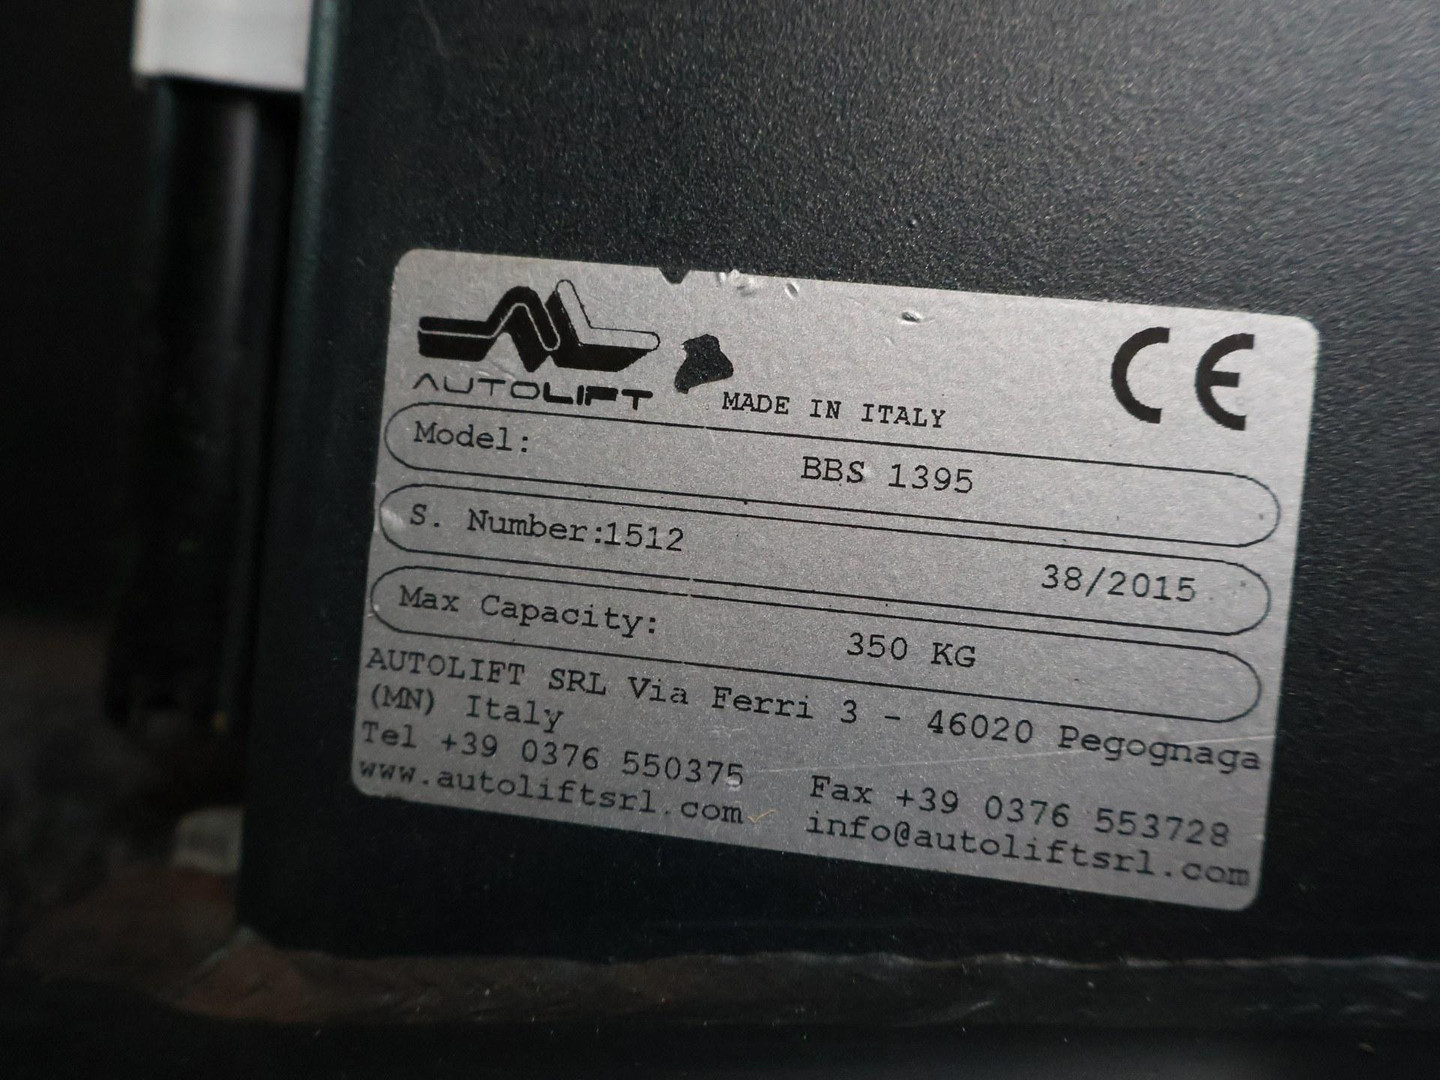 AUTOLIFT
MADE IN ITALY
CE
Model: BBS 1395
S. Number:1512 38/2015
Max Capacity: 350 KG
AUTOLIFT SRL Via Ferri 3 - 46020 Pegognaga
(MN) Italy
Tel +39 0376 550375 Fax +39 0376 553728
www.autoliftsrl.com info@autoliftsrl.com